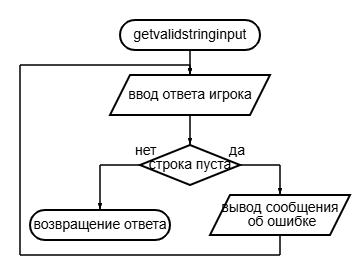 getvalidstringinput
ввод ответа игрока
нет
да
строка пуста
возвращение ответа
вывод сообщения
об ошибке